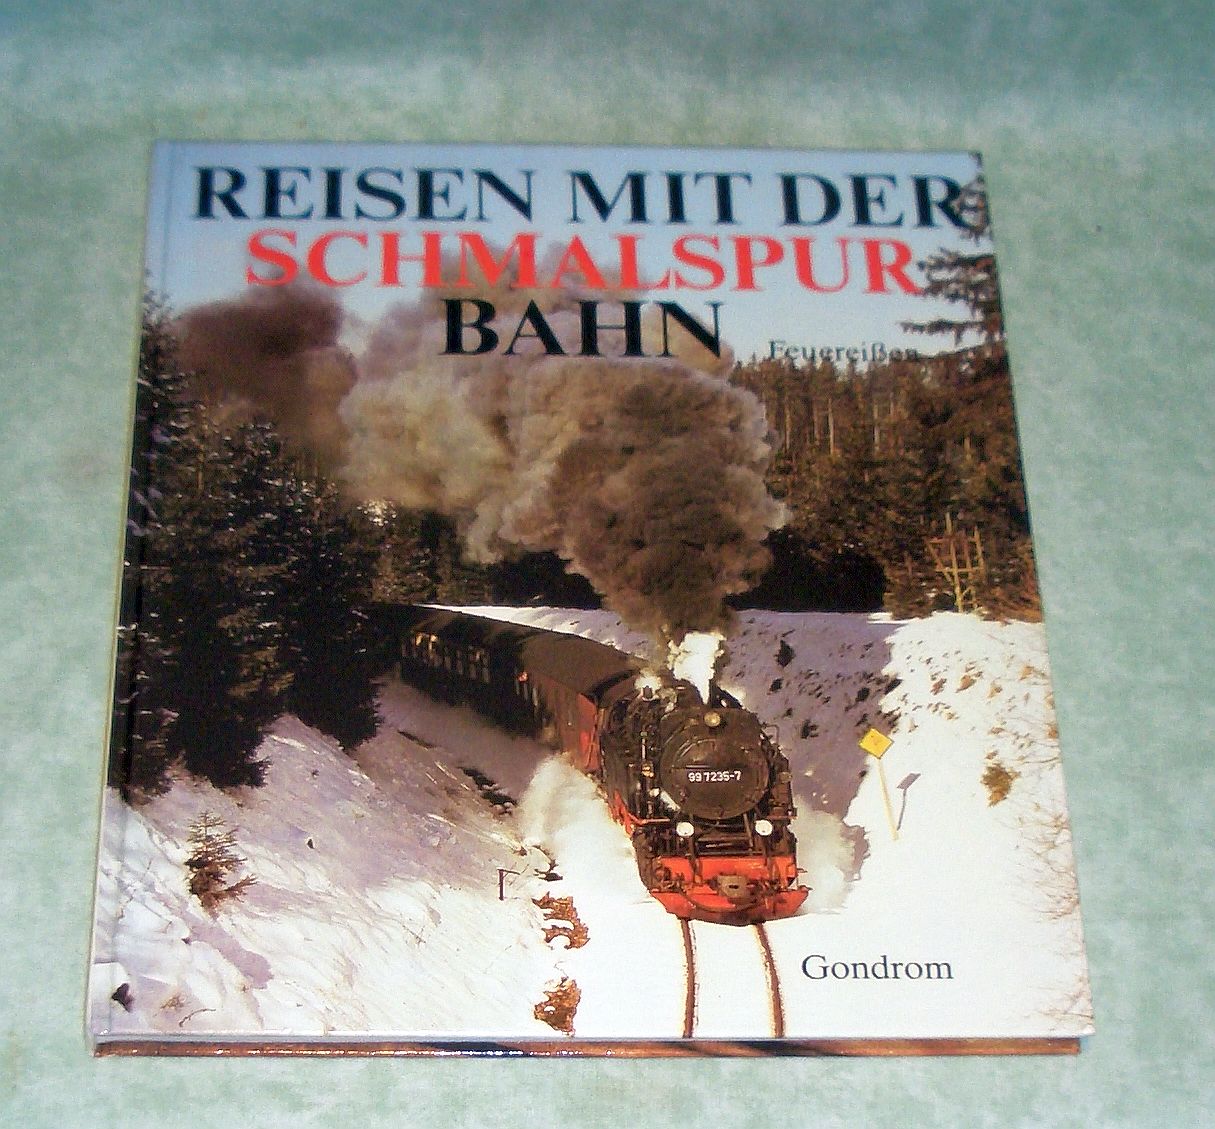 REISEN MIT DER
SCHMALSPUR
BAHN
Feuereißen
99 7235-7
Gondrom